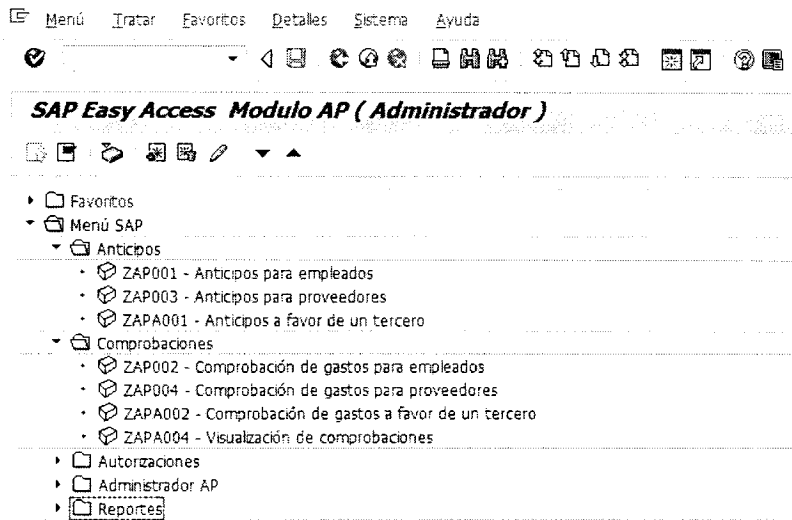 Menú Tratar Favoritos Detalles Sistema Ayuda
SAP Easy Access Modulo AP ( Administrador )
Favoritos
Menú SAP
Anticipos
ZAP001 - Anticipos para empleados
ZAP003 - Anticipos para proveedores
ZAPA001 - Anticipos a favor de un tercero
Comprobaciones
ZAP002 - Comprobación de gastos para empleados
ZAP004 - Comprobación de gastos para proveedores
ZAPA002 - Comprobación de gastos a favor de un tercero
ZAPA004 - Visualización de comprobaciones
Autorizaciones
Administrador AP
Reportes